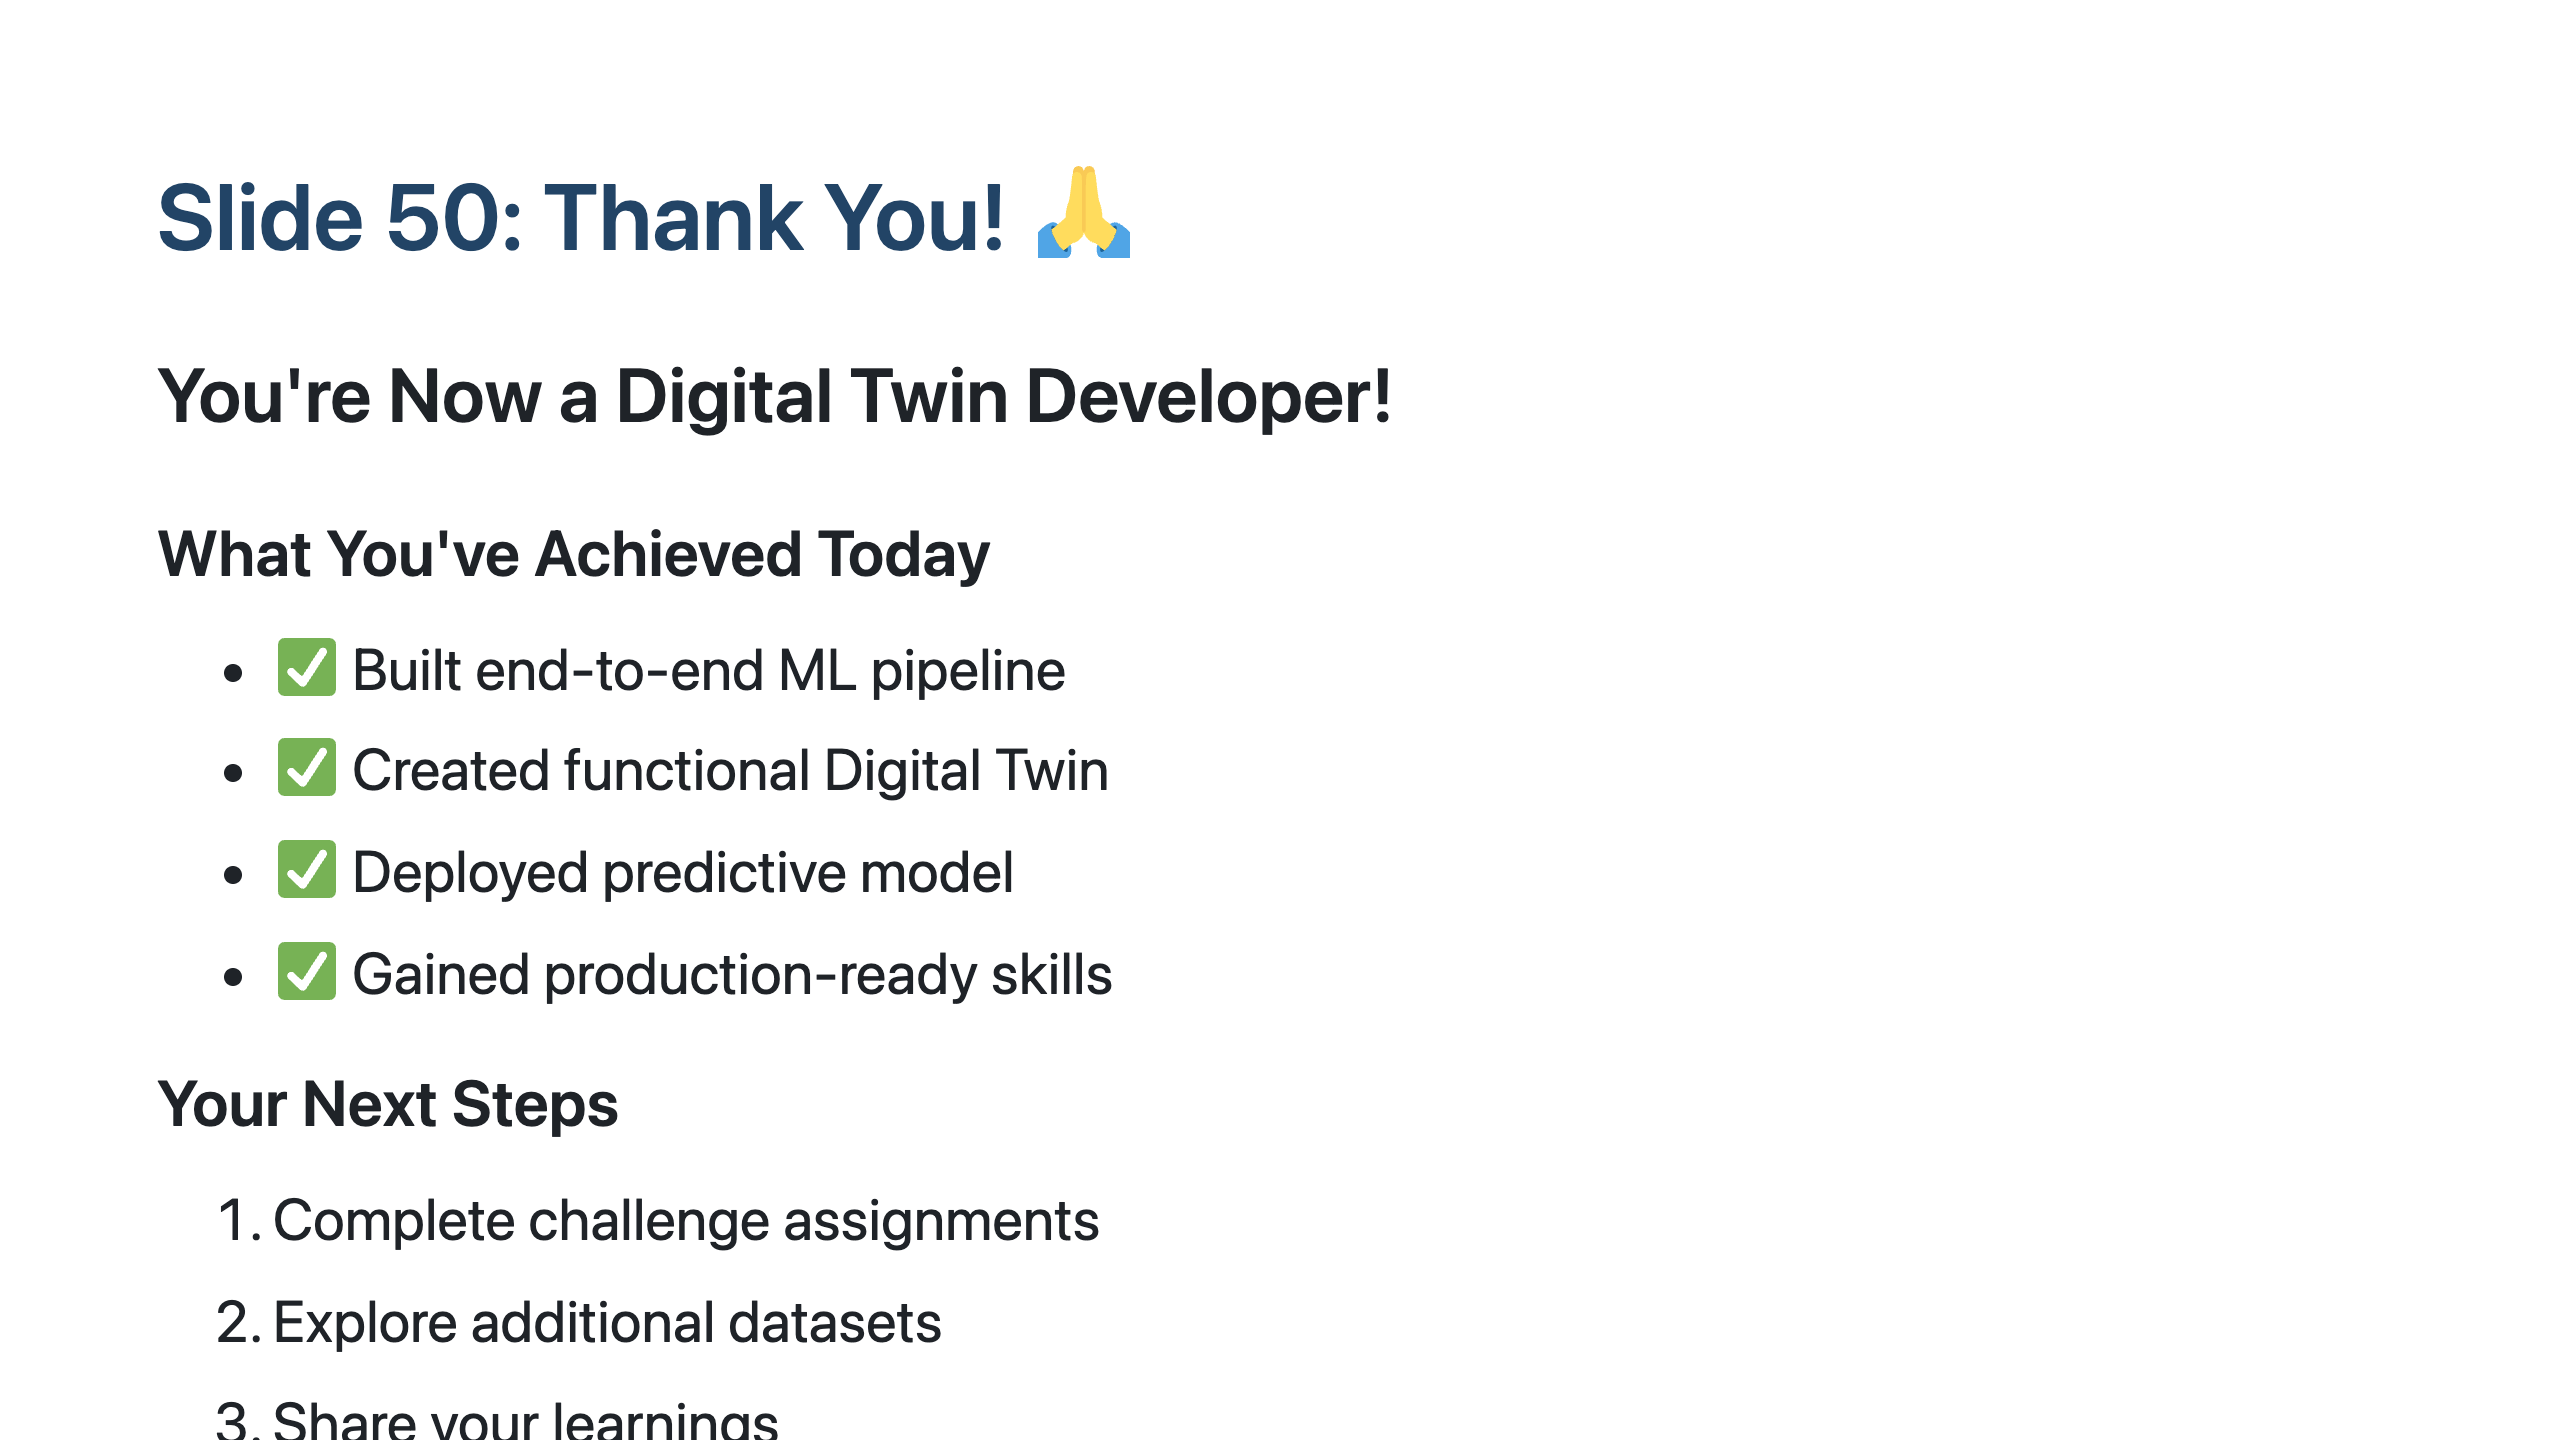 Slide 50: Thank You! 🙏
You're Now a Digital Twin Developer!
What You've Achieved Today
• ✅ Built end-to-end ML pipeline
• ✅ Created functional Digital Twin
• ✅ Deployed predictive model
• ✅ Gained production-ready skills
Your Next Steps
1. Complete challenge assignments
2. Explore additional datasets
3. Share your learnings